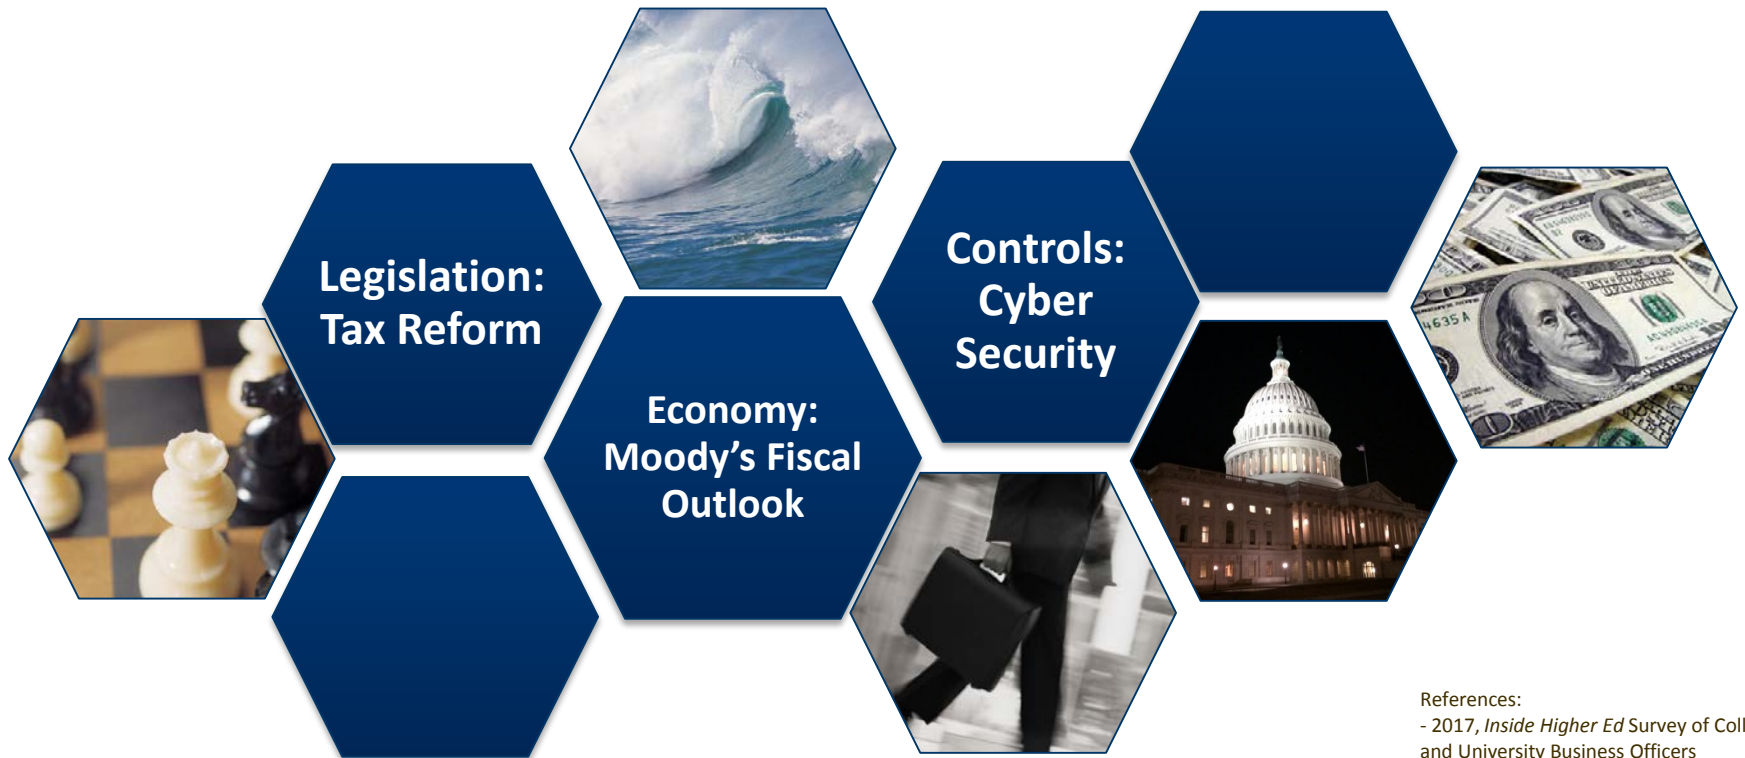 Legislation:
Tax Reform
Economy:
Moody's Fiscal
Outlook
Controls:
Cyber
Security
4635 A
References:
- 2017, Inside Higher Ed Survey of Coll
and University Business Officers